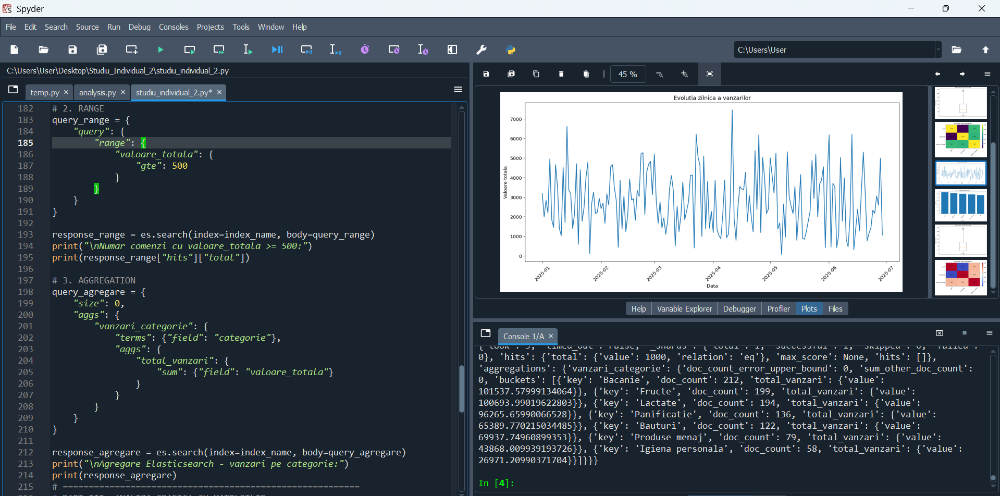 Spyder
File Edit Search Source Run Debug Consoles Projects Tools Window Help
C:\Users\User
C:\Users\User\Desktop\Studiu_Individual_2\studiu_individual_2.py
temp.py analysis.py studiu_individual_2.py*
182 # 2. RANGE
183 query_range = {
184 "query": {
185 "range": {
186 "valoare_totala": {
187 "gte": 500
188 }
189 }
190 }
191 }
192
193 response_range = es.search(index=index_name, body=query_range)
194 print("\nNumar comenzi cu valoare_totala >= 500:")
195 print(response_range["hits"]["total"])
196
197 # 3. AGGREGATION
198 query_agregare = {
199 "size": 0,
200 "aggs": {
201 "vanzari_categorie": {
202 "terms": {"field": "categorie"},
203 "aggs": {
204 "total_vanzari": {
205 "sum": {"field": "valoare_totala"}
206 }
207 }
208 }
209 }
210 }
211
212 response_agregare = es.search(index=index_name, body=query_agregare)
213 print("\nAgregare Elasticsearch - vanzari pe categorie:")
214 print(response_agregare)
215 # =========================================================
45 %
Evolutia zilnica a vanzarilor
Valoare totala
7000
6000
5000
4000
3000
2000
1000
0
2025-01 2025-02 2025-03 2025-04 2025-05 2025-06 2025-07
Data
Help Variable Explorer Debugger Profiler Plots Files
Console 1/A
0}, 'hits': {'total': {'value': 1000, 'relation': 'eq'}, 'max_score': None, 'hits': []},
'aggregations': {'vanzari_categorie': {'doc_count_error_upper_bound': 0, 'sum_other_doc_count':
0, 'buckets': [{'key': 'Bacanie', 'doc_count': 212, 'total_vanzari': {'value':
101537.57999134064}}, {'key': 'Fructe', 'doc_count': 199, 'total_vanzari': {'value':
100693.99019622803}}, {'key': 'Lactate', 'doc_count': 194, 'total_vanzari': {'value':
96265.65990066528}}, {'key': 'Panificatie', 'doc_count': 136, 'total_vanzari': {'value':
65389.770215034485}}, {'key': 'Bauturi', 'doc_count': 122, 'total_vanzari': {'value':
69937.74960899353}}, {'key': 'Produse menaj', 'doc_count': 79, 'total_vanzari': {'value':
43868.009939193726}}, {'key': 'Igiena personala', 'doc_count': 58, 'total_vanzari': {'value':
26971.20990371704}}]}}}
In [4]: